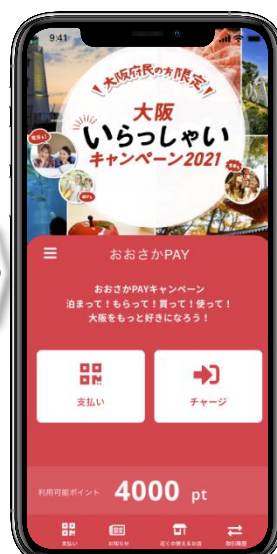 9:41
大阪府民の方限定!
大阪
いらっしゃい
キャンペーン2021
おおさかPAY
おおさかPAYキャンペーン
泊まって!もらって!買って!使って!
大阪をもっと好きになろう!
支払い
チャージ
利用可能ポイント 4000 pt
支払い お知らせ 近くの使えるお店 取引履歴